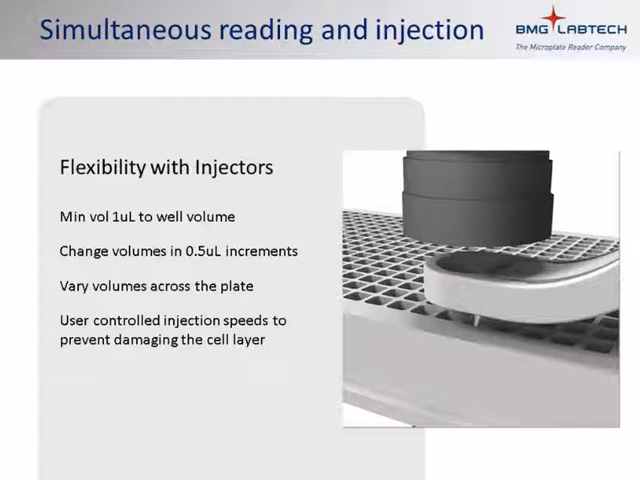 Simultaneous reading and injection
BMG LABTECH
The Microplate Reader Company
Flexibility with Injectors
Min vol 1uL to well volume
Change volumes in 0.5uL increments
Vary volumes across the plate
User controlled injection speeds to
prevent damaging the cell layer